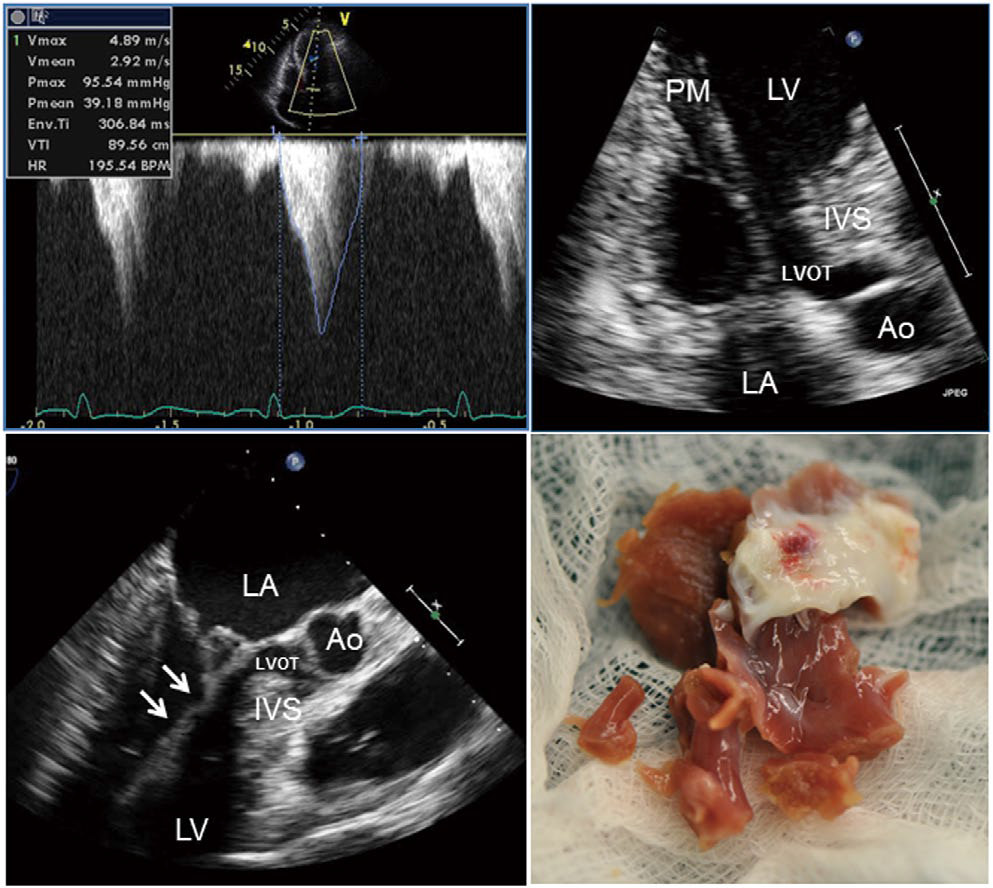 1 Vmax 4.89 m/s
Vmean 2.92 m/s
Pmax 95.54 mmHg
Pmean 39.18 mmHg
Env.Ti 306.84 ms
VTI 89.56 cm
HR 195.54 BPM
V
5
10
15
1
1
-2.0 -1.5 -1.0 -0.5
P
PM LV
x
IVS
LVOT
Ao
LA
JPEG
80
P
LA
x
Ao
LVOT
IVS
LV